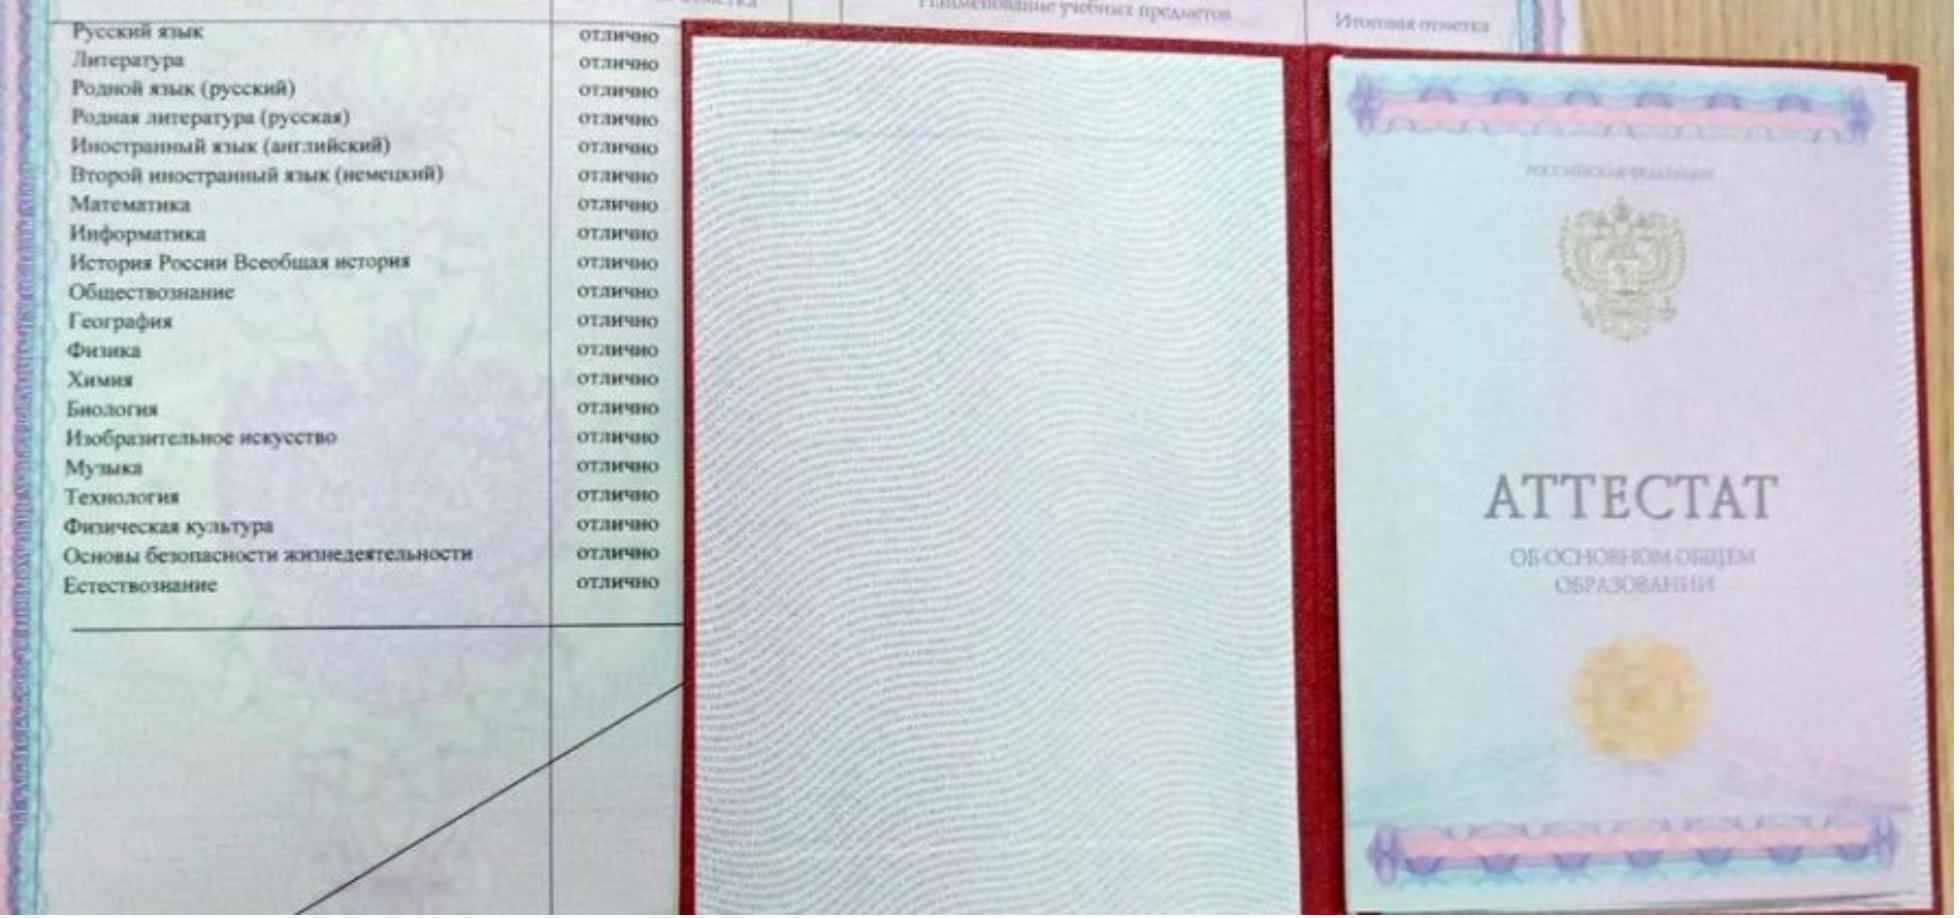 Наименование учебных предметов
Итоговая отметка
Русский язык отлично
Литература отлично
Родной язык (русский) отлично
Родная литература (русская) отлично
Иностранный язык (английский) отлично
Второй иностранный язык (немецкий) отлично
Математика отлично
Информатика отлично
История России Всеобщая история отлично
Обществознание отлично
География отлично
Физика отлично
Химия отлично
Биология отлично
Изобразительное искусство отлично
Музыка отлично
Технология отлично
Физическая культура отлично
Основы безопасности жизнедеятельности отлично
Естествознание отлично
РОССИЙСКАЯ ФЕДЕРАЦИЯ
АТТЕСТАТ
ОБ ОСНОВНОМ ОБЩЕМ
ОБРАЗОВАНИИ